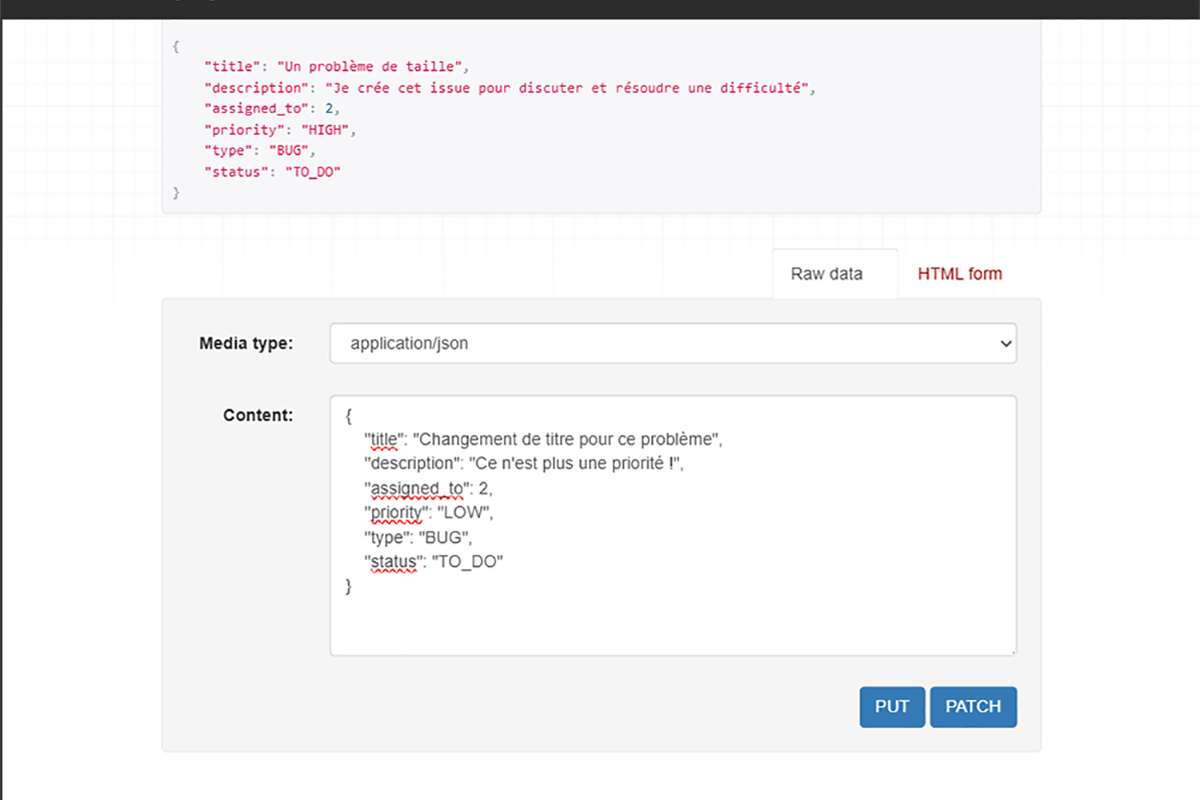 {
"title": "Un problème de taille",
"description": "Je crée cet issue pour discuter et résoudre une difficulté",
"assigned_to": 2,
"priority": "HIGH",
"type": "BUG",
"status": "TO_DO"
}
Raw data HTML form
Media type: application/json
Content: {
"title": "Changement de titre pour ce problème",
"description": "Ce n'est plus une priorité !",
"assigned_to": 2,
"priority": "LOW",
"type": "BUG",
"status": "TO_DO"
}
PUT PATCH